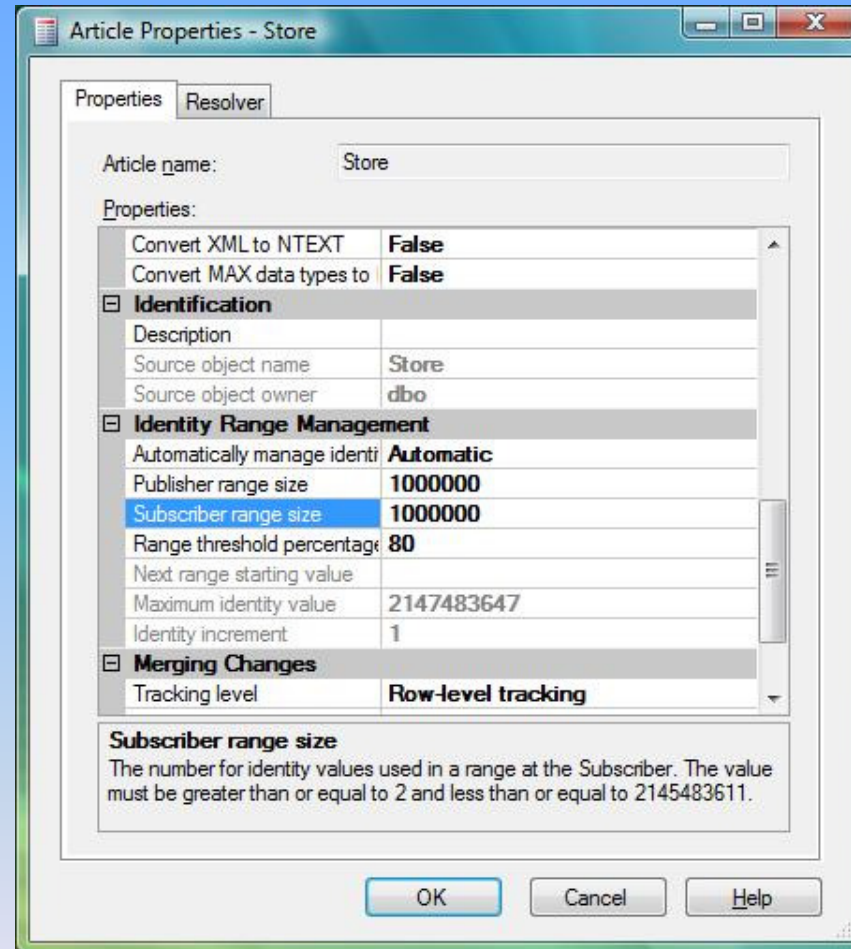 Article Properties - Store
Properties Resolver
Article name: Store
Properties:
Convert XML to NTEXT False
Convert MAX data types to False
Identification
Description
Source object name Store
Source object owner dbo
Identity Range Management
Automatically manage identi Automatic
Publisher range size 1000000
Subscriber range size 1000000
Range threshold percentage 80
Next range starting value
Maximum identity value 2147483647
Identity increment 1
Merging Changes
Tracking level Row-level tracking
Subscriber range size
The number for identity values used in a range at the Subscriber. The value
must be greater than or equal to 2 and less than or equal to 2145483611.
OK Cancel Help